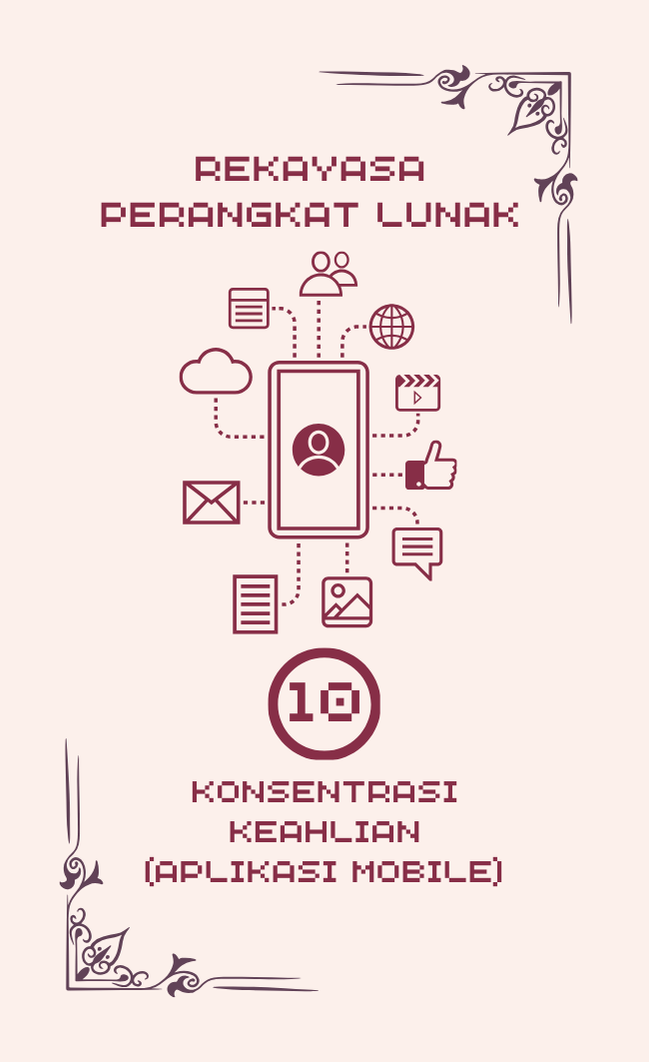 REKAYASA
PERANGKAT LUNAK
10
KONSENTRASI
KEAHLIAN
(APLIKASI MOBILE)